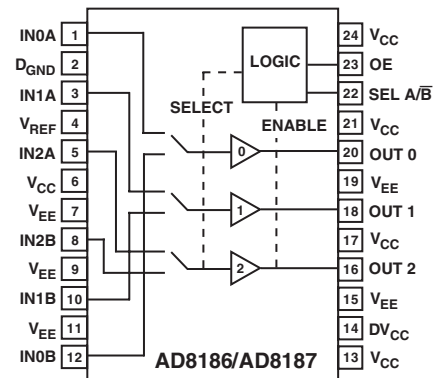 IN0A 1
DGND 2
IN1A 3
VREF 4
IN2A 5
VCC 6
VEE 7
IN2B 8
VEE 9
IN1B 10
VEE 11
IN0B 12
LOGIC
SELECT
ENABLE
0
1
2
24 VCC
23 OE
22 SEL A/B̅
21 VCC
20 OUT 0
19 VEE
18 OUT 1
17 VCC
16 OUT 2
15 VEE
14 DVCC
13 VCC
AD8186/AD8187